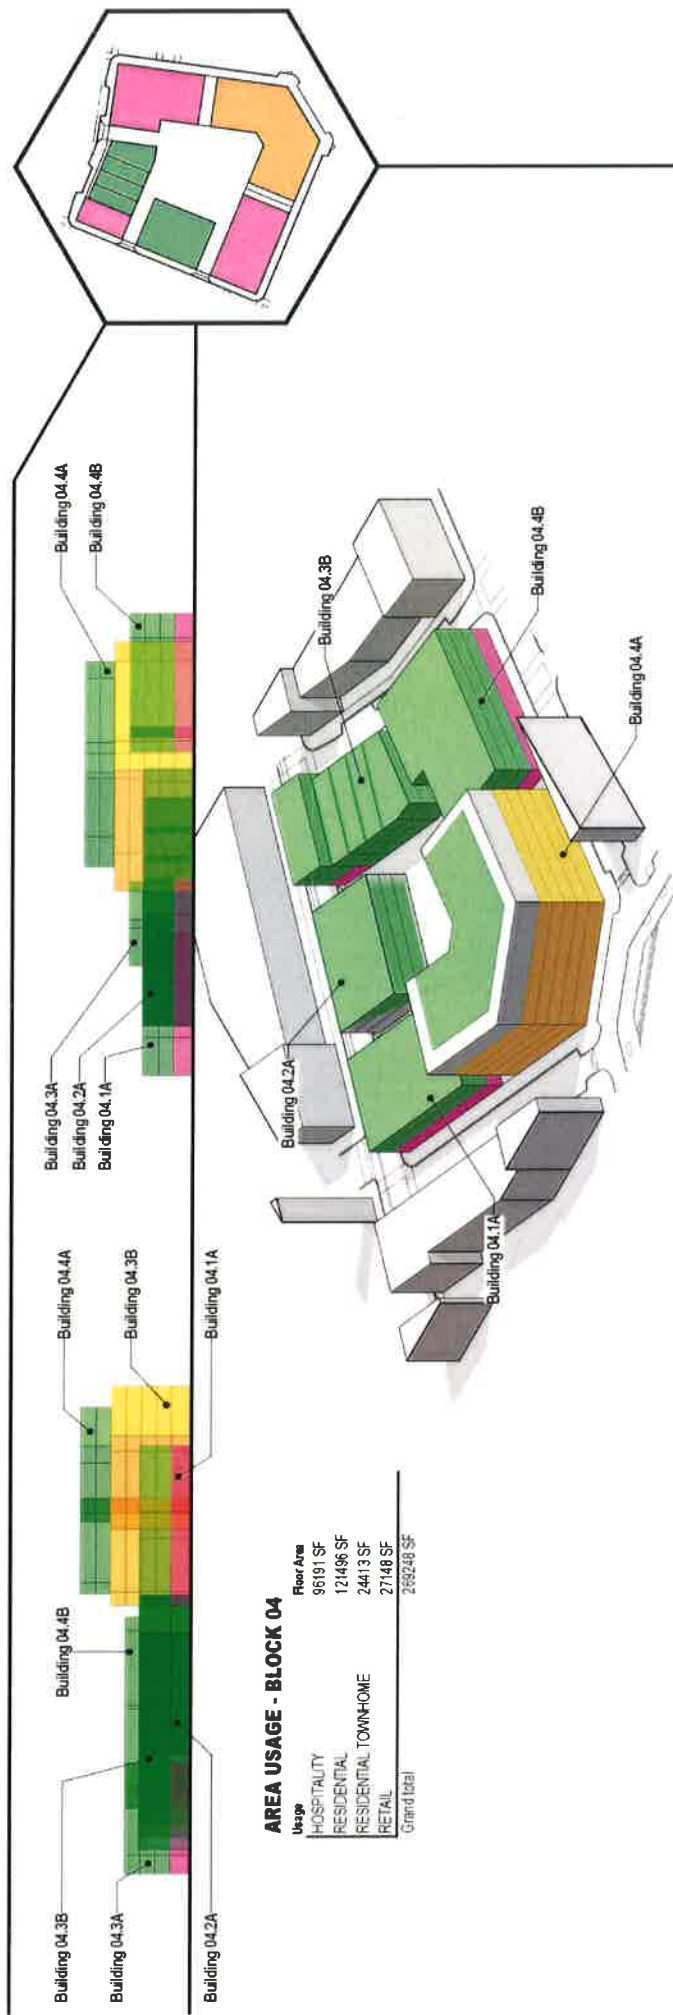 Building 04.3B
Building 04.3A
Building 04.2A
Building 04.4B
Building 04.4A
Building 04.3B
Building 04.1A
Building 04.3A
Building 04.2A
Building 04.1A
Building 04.4A
Building 04.4B
AREA USAGE - BLOCK 04
Usage Floor Area
HOSPITALITY 96191 SF
RESIDENTIAL 121496 SF
RESIDENTIAL TOWNHOME 24413 SF
RETAIL 27148 SF
Grand total 269248 SF
Building 04.2A
Building 04.3B
Building 04.1A
Building 04.4A
Building 04.4B